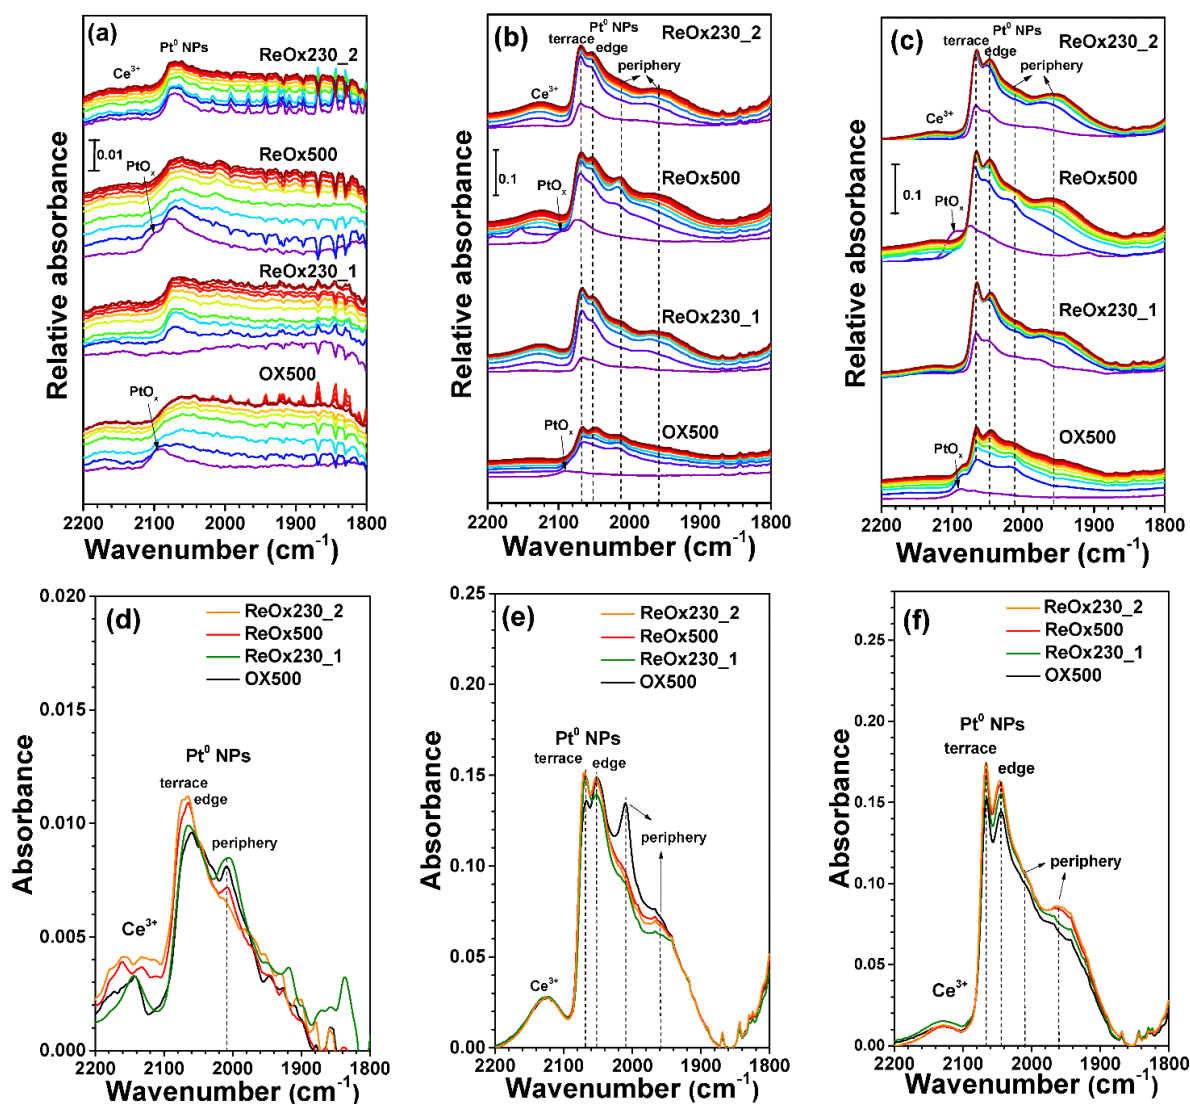 (a)
Pt⁰ NPs
ReOx230_2
Ce³⁺
0.01
ReOx500
PtOₓ
ReOx230_1
OX500
PtOₓ
Relative absorbance
2200 2100 2000 1900 1800
Wavenumber (cm⁻¹)
(b)
Pt⁰ NPs
ReOx230_2
terrace
edge
periphery
Ce³⁺
0.1
ReOx500
PtOₓ
ReOx230_1
OX500
PtOₓ
Relative absorbance
2200 2100 2000 1900 1800
Wavenumber (cm⁻¹)
(c)
Pt⁰ NPs
ReOx230_2
terrace
edge
periphery
Ce³⁺
0.1
ReOx500
PtOₓ
ReOx230_1
OX500
PtOₓ
Relative absorbance
2200 2100 2000 1900 1800
Wavenumber (cm⁻¹)
(d)
ReOx230_2
ReOx500
ReOx230_1
OX500
Pt⁰ NPs
terrace
edge
periphery
Ce³⁺
0.020
0.015
0.010
0.005
0.000
Absorbance
2200 2100 2000 1900 1800
Wavenumber (cm⁻¹)
(e)
ReOx230_2
ReOx500
ReOx230_1
OX500
Pt⁰ NPs
terrace
edge
periphery
Ce³⁺
0.25
0.20
0.15
0.10
0.05
0.00
Absorbance
2200 2100 2000 1900 1800
Wavenumber (cm⁻¹)
(f)
ReOx230_2
ReOx500
ReOx230_1
OX500
Pt⁰ NPs
terrace
edge
periphery
Ce³⁺
0.25
0.20
0.15
0.10
0.05
0.00
Absorbance
2200 2100 2000 1900 1800
Wavenumber (cm⁻¹)